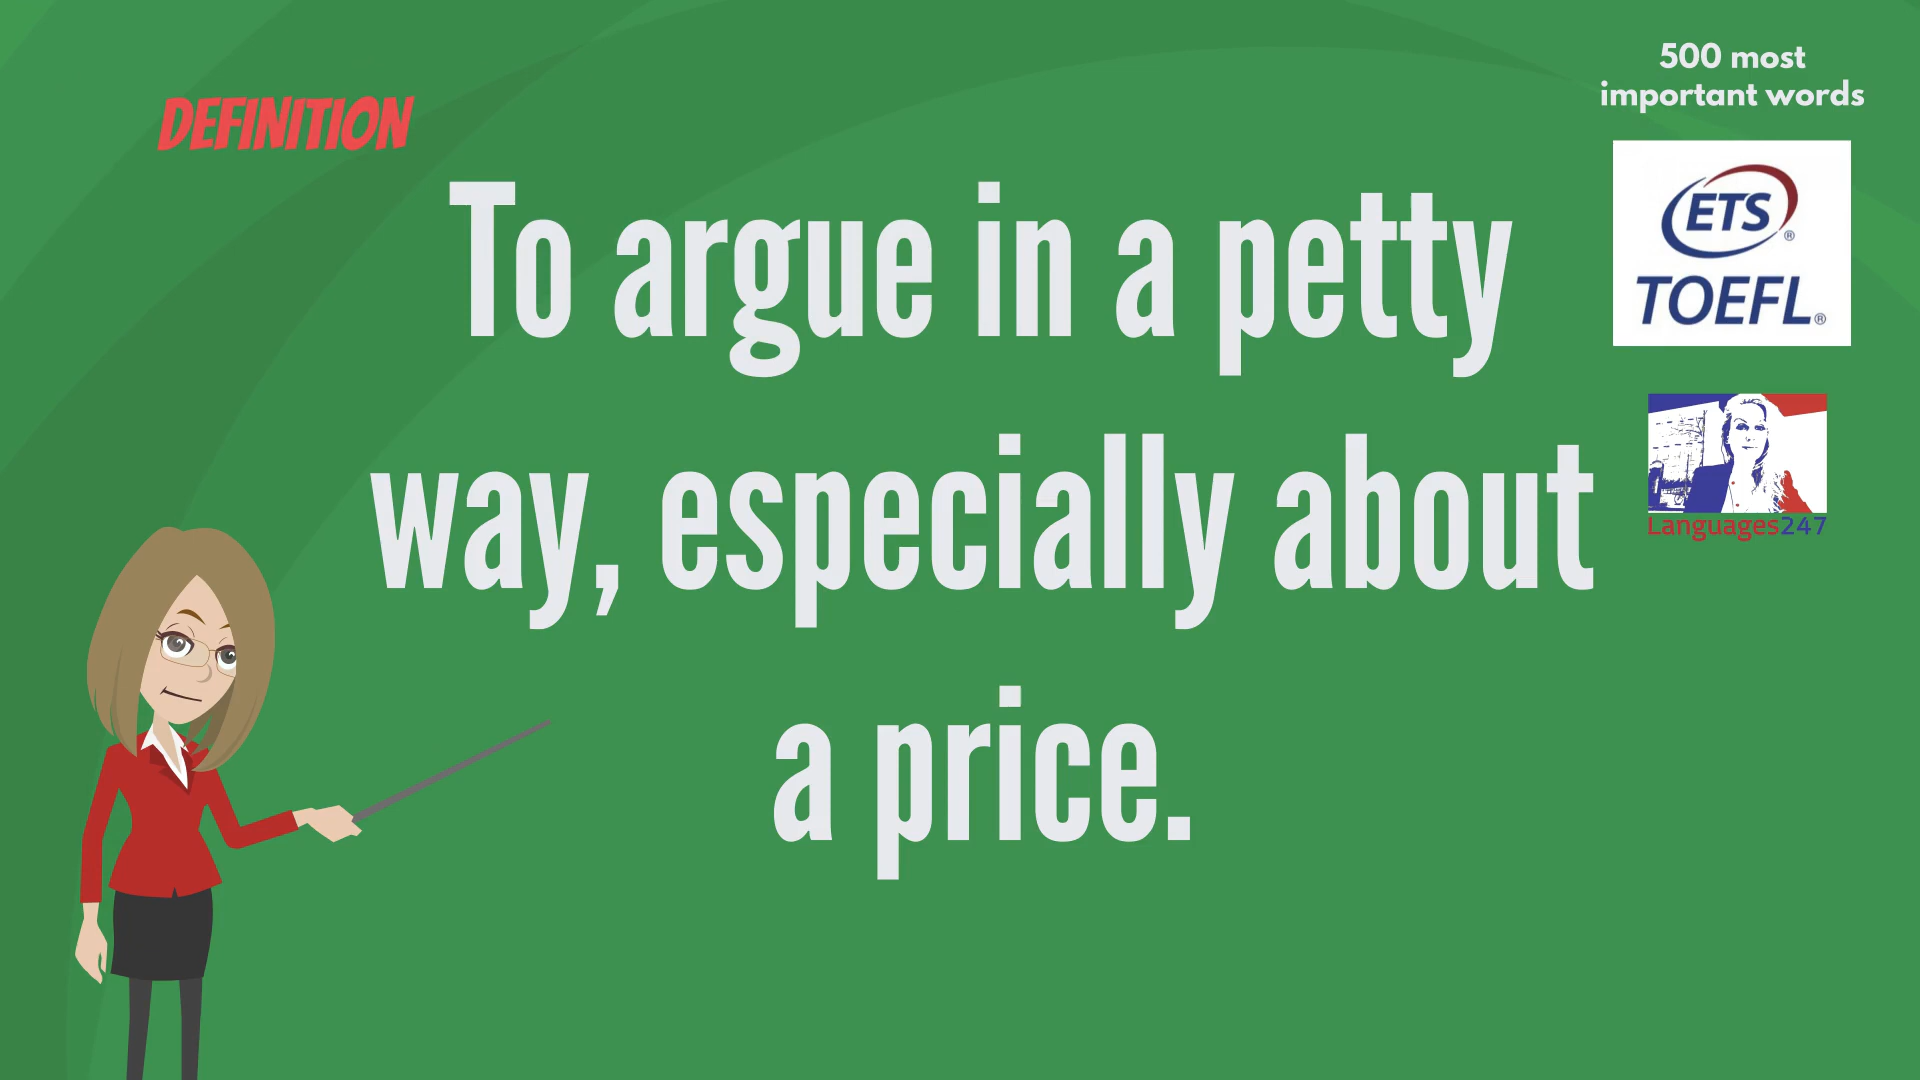 500 most
important words
DEFINITION
To argue in a petty
way, especially about
a price.
ETS®
TOEFL®
Languages247